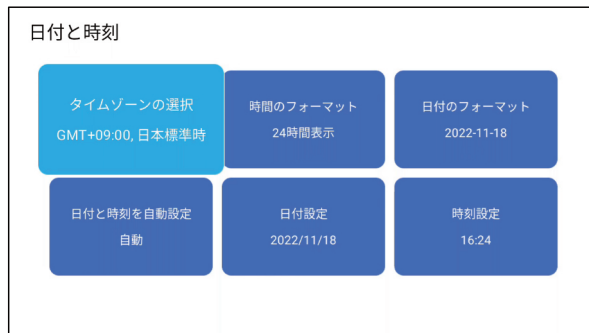 日付と時刻
タイムゾーンの選択
GMT+09:00, 日本標準時
時間のフォーマット
24時間表示
日付のフォーマット
2022-11-18
日付と時刻を自動設定
自動
日付設定
2022/11/18
時刻設定
16:24